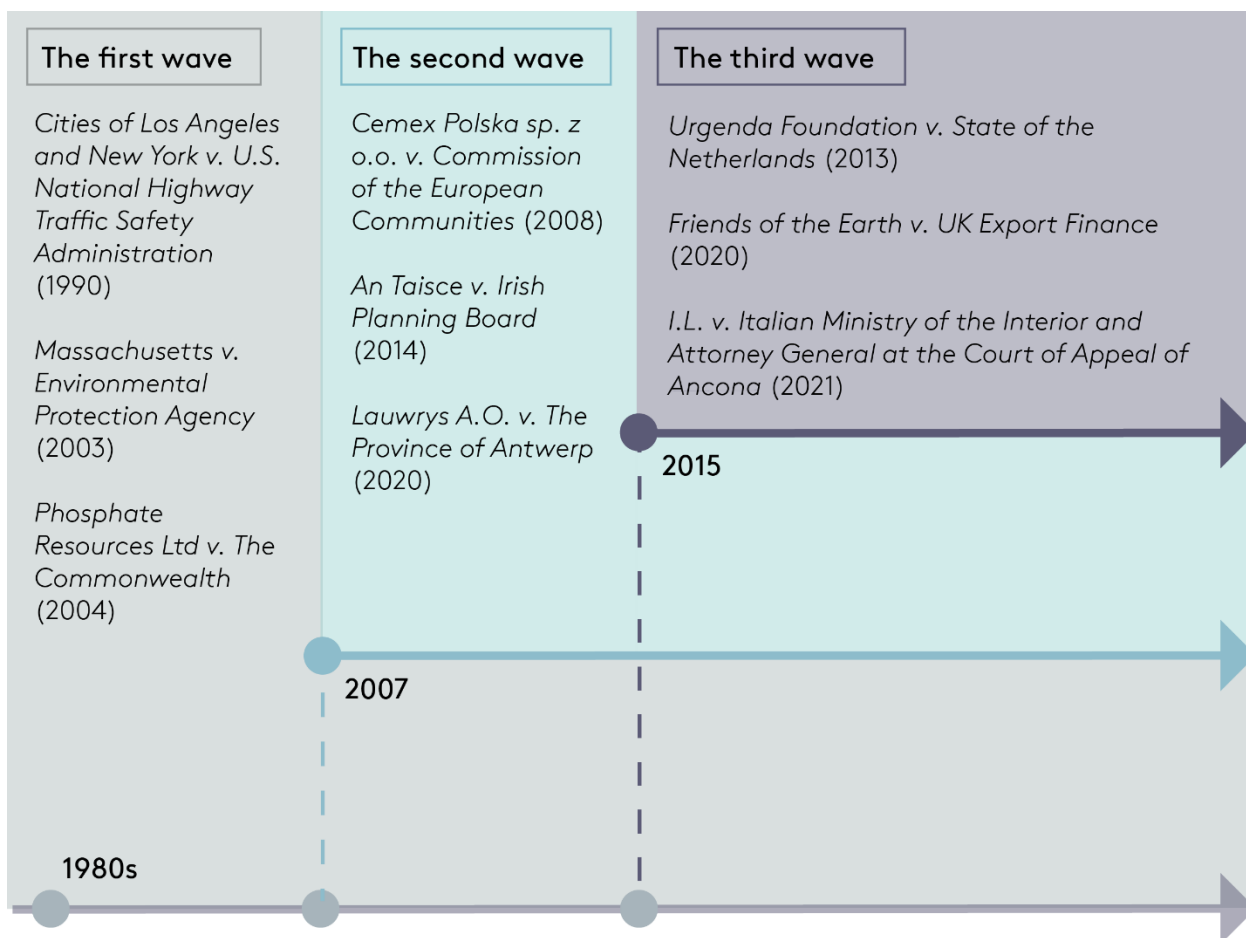 The first wave
Cities of Los Angeles
and New York v. U.S.
National Highway
Traffic Safety
Administration
(1990)
Massachusetts v.
Environmental
Protection Agency
(2003)
Phosphate
Resources Ltd v. The
Commonwealth
(2004)
The second wave
Cemex Polska sp. z
o.o. v. Commission
of the European
Communities (2008)
An Taisce v. Irish
Planning Board
(2014)
Lauwrys A.O. v. The
Province of Antwerp
(2020)
The third wave
Urgenda Foundation v. State of the
Netherlands (2013)
Friends of the Earth v. UK Export Finance
(2020)
I.L. v. Italian Ministry of the Interior and
Attorney General at the Court of Appeal of
Ancona (2021)
2015
2007
1980s